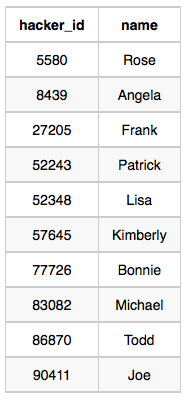 hacker_id name
5580 Rose
8439 Angela
27205 Frank
52243 Patrick
52348 Lisa
57645 Kimberly
77726 Bonnie
83082 Michael
86870 Todd
90411 Joe